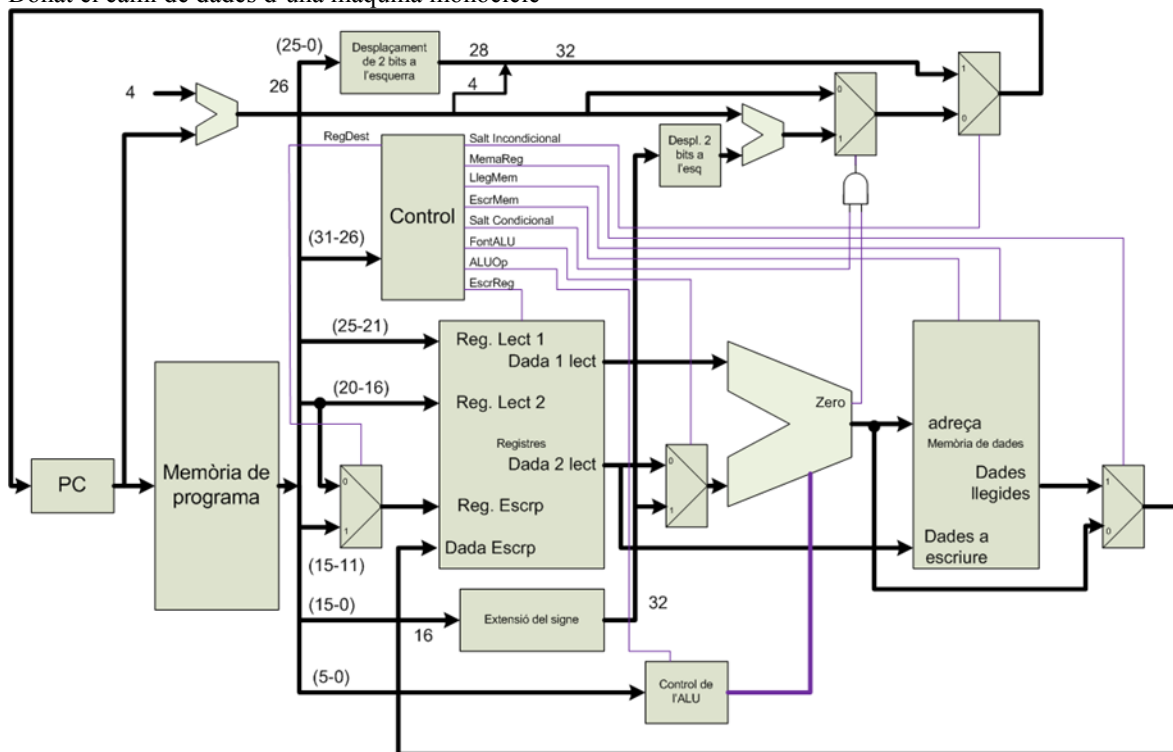 Donat el camí de dades d'una màquina monocicle
(25-0)
Desplaçament
de 2 bits a
l'esquerra
28
32
26
4
4
1
0
0
1
RegDest
Control
Salt Incondicional
MemaReg
LlegMem
EscrMem
Salt Condicional
FontALU
ALUOp
EscrReg
Despl. 2
bits a
l'esq
(31-26)
(25-21)
(20-16)
Reg. Lect 1
Dada 1 lect
Reg. Lect 2
Registres
Dada 2 lect
Reg. Escrp
Dada Escrp
PC
Memòria de
programa
0
1
(15-11)
0
1
Zero
adreça
Memòria de dades
Dades
llegides
Dades a
escriure
1
0
(15-0)
16
Extensió del signe
32
(5-0)
Control de
l'ALU